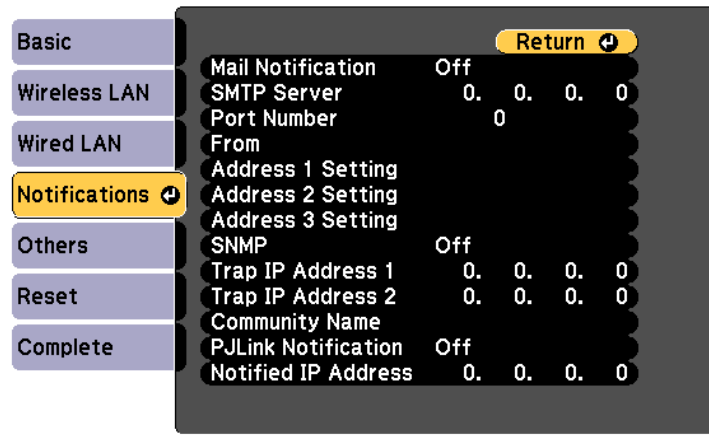 Basic
Wireless LAN
Wired LAN
Notifications
Others
Reset
Complete
Return
Mail Notification Off
SMTP Server 0. 0. 0. 0
Port Number 0
From
Address 1 Setting
Address 2 Setting
Address 3 Setting
SNMP Off
Trap IP Address 1 0. 0. 0. 0
Trap IP Address 2 0. 0. 0. 0
Community Name
PJLink Notification Off
Notified IP Address 0. 0. 0. 0